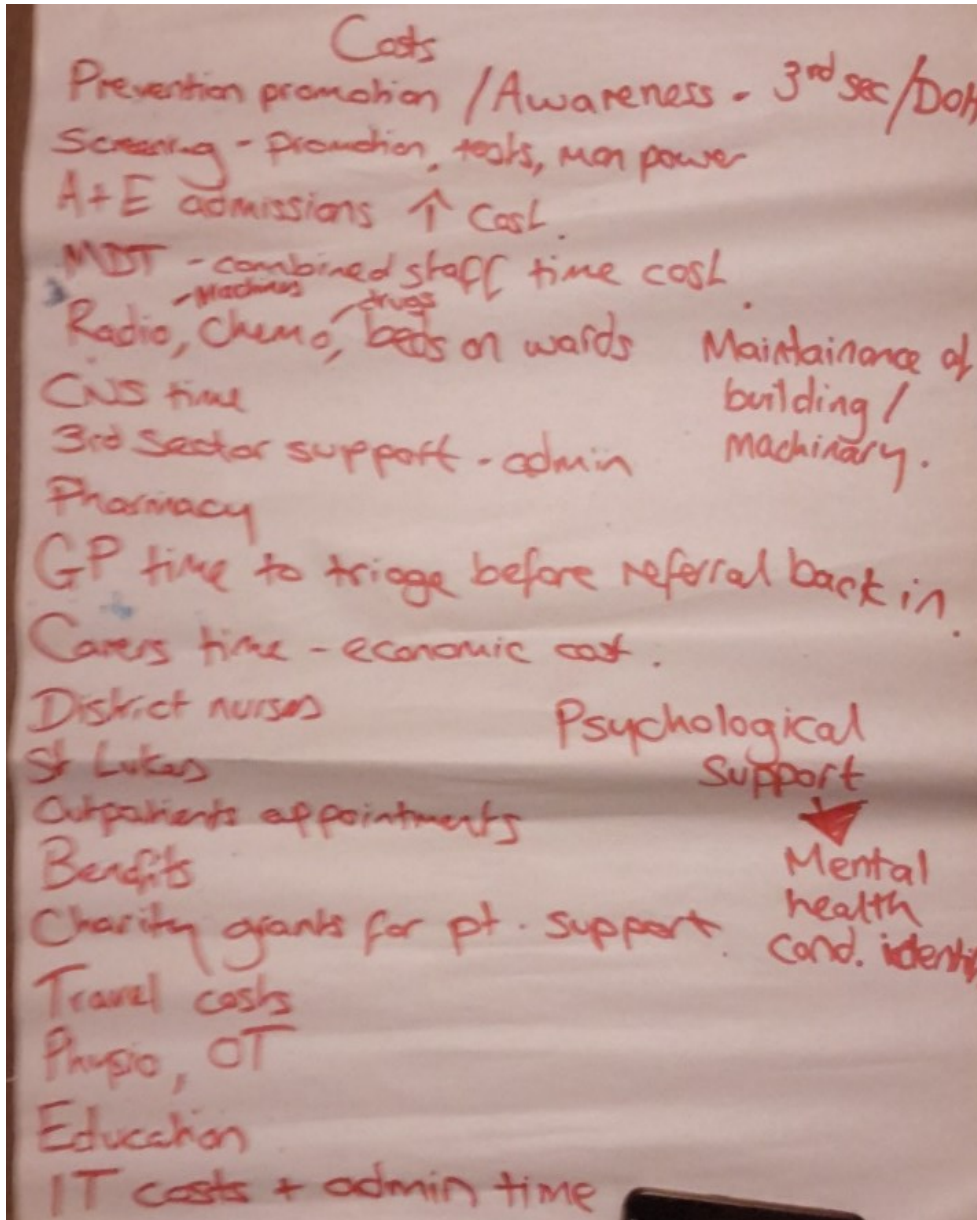 Costs
Prevention promotion / Awareness - 3rd sec/DOH
Screening - promotion, tests, man power
A+E admissions ↑ cost.
MDT - combined staff time cost
- Machines - drugs
Radio, Chemo, beds on wards
Maintainance of
building /
machinary.
CNS time
3rd Sector support - admin
Pharmacy
GP time to triage before referral back in.
Carers time - economic cost.
District nurses
Psychological
Support
Mental
health
cond. identi
St Lukes
Outpatients appointments
Benefits
Charity grants for pt. support.
Travel costs
Physio, OT
Education
IT costs + admin time